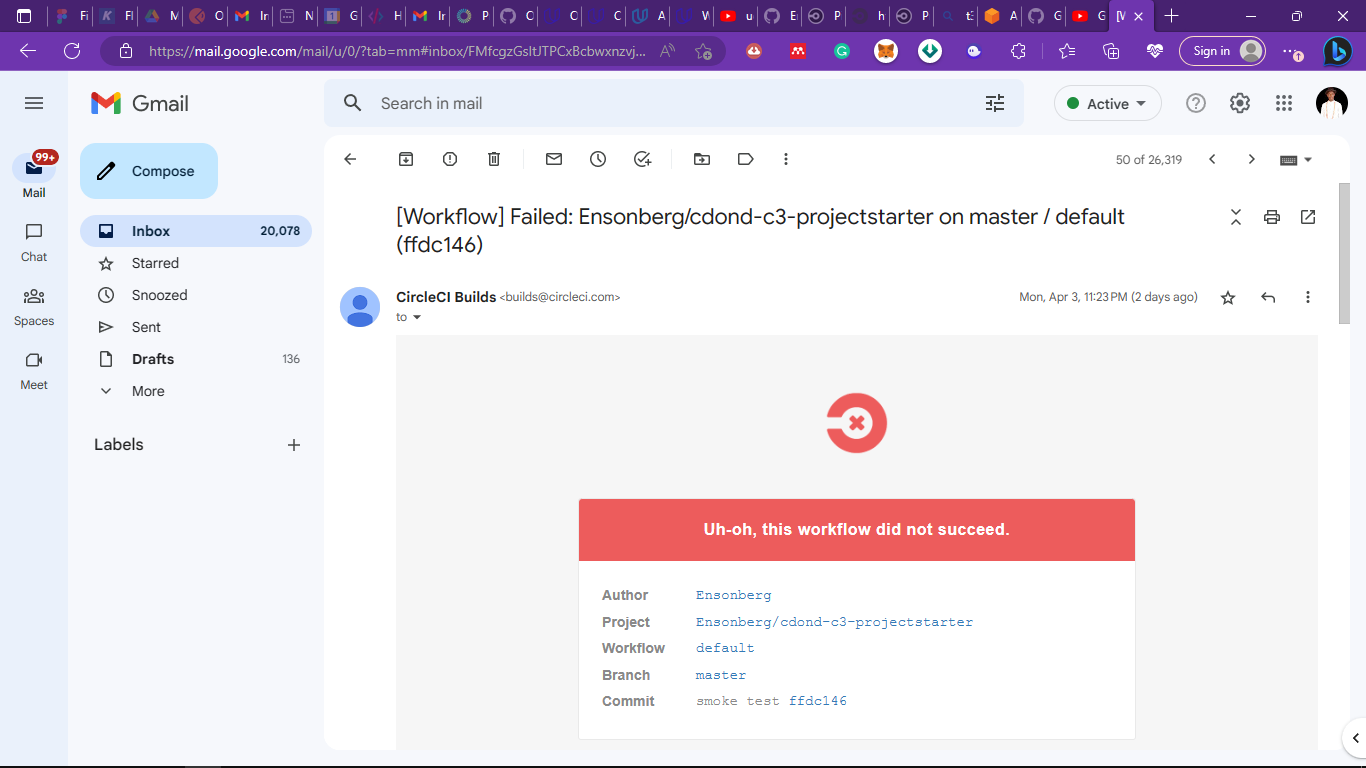 https://mail.google.com/mail/u/0/?tab=mm#inbox/FMfcgzGsltJTPCxBcbwxnzvj...
Sign in
Gmail
Search in mail
Active
99+
Mail
Compose
50 of 26,319
Inbox 20,078
Chat
Starred
Snoozed
Spaces
Sent
Drafts 136
Meet
More
Labels
[Workflow] Failed: Ensonberg/cdond-c3-projectstarter on master / default
(ffdc146)
CircleCI Builds <builds@circleci.com>
Mon, Apr 3, 11:23 PM (2 days ago)
to
Uh-oh, this workflow did not succeed.
Author Ensonberg
Project Ensonberg/cdond-c3-projectstarter
Workflow default
Branch master
Commit smoke test ffdc146